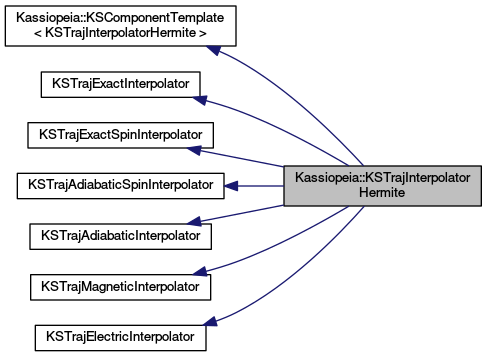 Kassiopeia::KSComponentTemplate
< KSTrajInterpolatorHermite >
KSTrajExactInterpolator
KSTrajExactSpinInterpolator
KSTrajAdiabaticSpinInterpolator
KSTrajAdiabaticInterpolator
KSTrajMagneticInterpolator
KSTrajElectricInterpolator
Kassiopeia::KSTrajInterpolator
Hermite